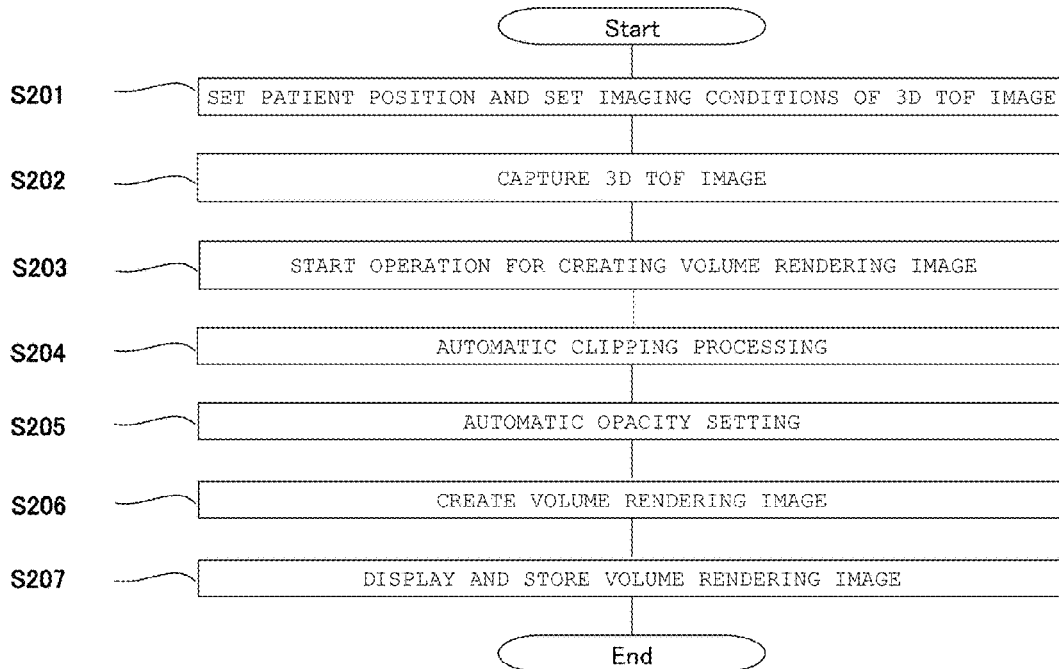 Start
S201 SET PATIENT POSITION AND SET IMAGING CONDITIONS OF 3D TOF IMAGE
S202 CAPTURE 3D TOF IMAGE
S203 START OPERATION FOR CREATING VOLUME RENDERING IMAGE
S204 AUTOMATIC CLIPPING PROCESSING
S205 AUTOMATIC OPACITY SETTING
S206 CREATE VOLUME RENDERING IMAGE
S207 DISPLAY AND STORE VOLUME RENDERING IMAGE
End